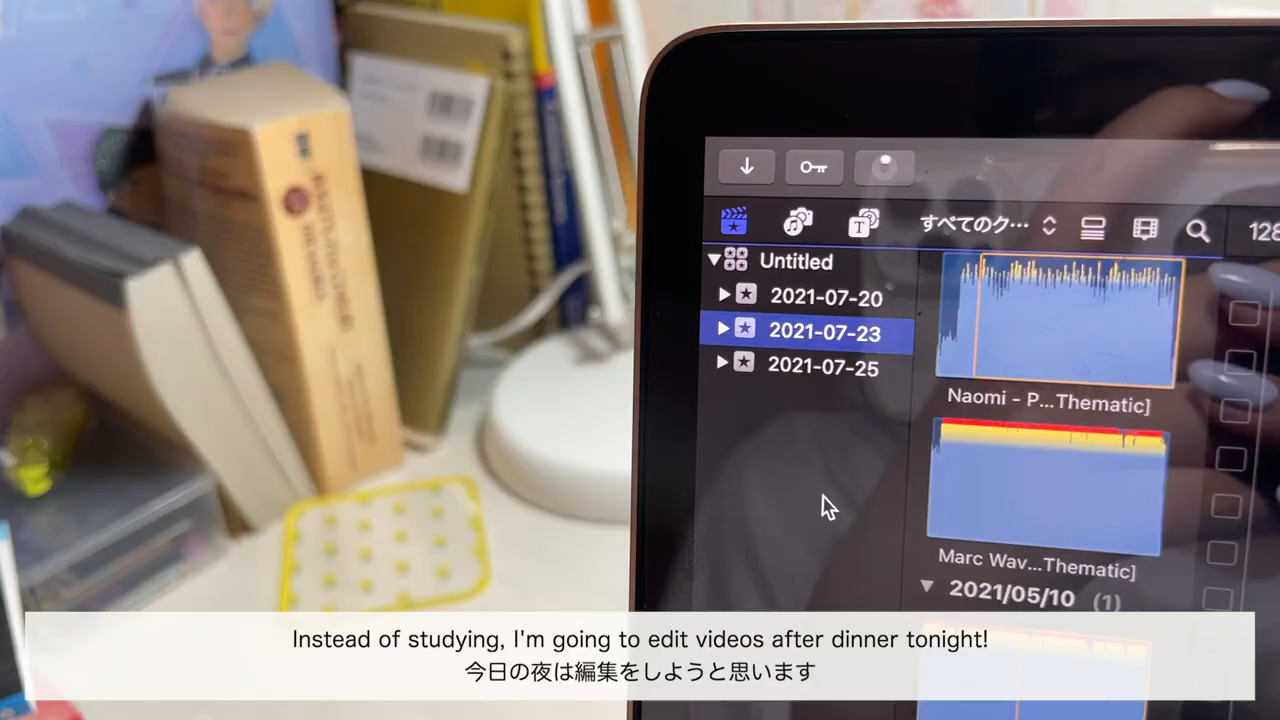 すべてのク…
128
Untitled
2021-07-20
2021-07-23
2021-07-25
Naomi - P...Thematic]
Marc Wav...Thematic]
2021/05/10 (1)
Instead of studying, I'm going to edit videos after dinner tonight!
今日の夜は編集をしようと思います